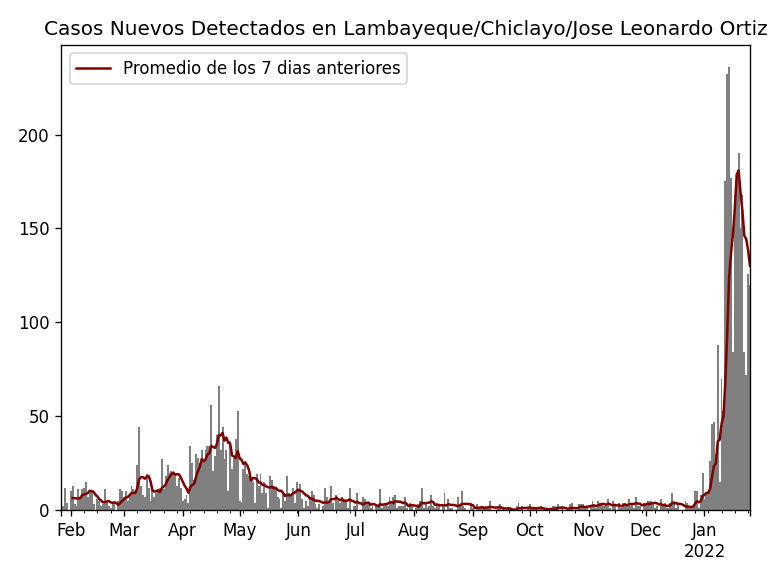 Casos Nuevos Detectados en Lambayeque/Chiclayo/Jose Leonardo Ortiz
Promedio de los 7 dias anteriores
200
150
100
50
0
Feb Mar Apr May Jun Jul Aug Sep Oct Nov Dec Jan
2022